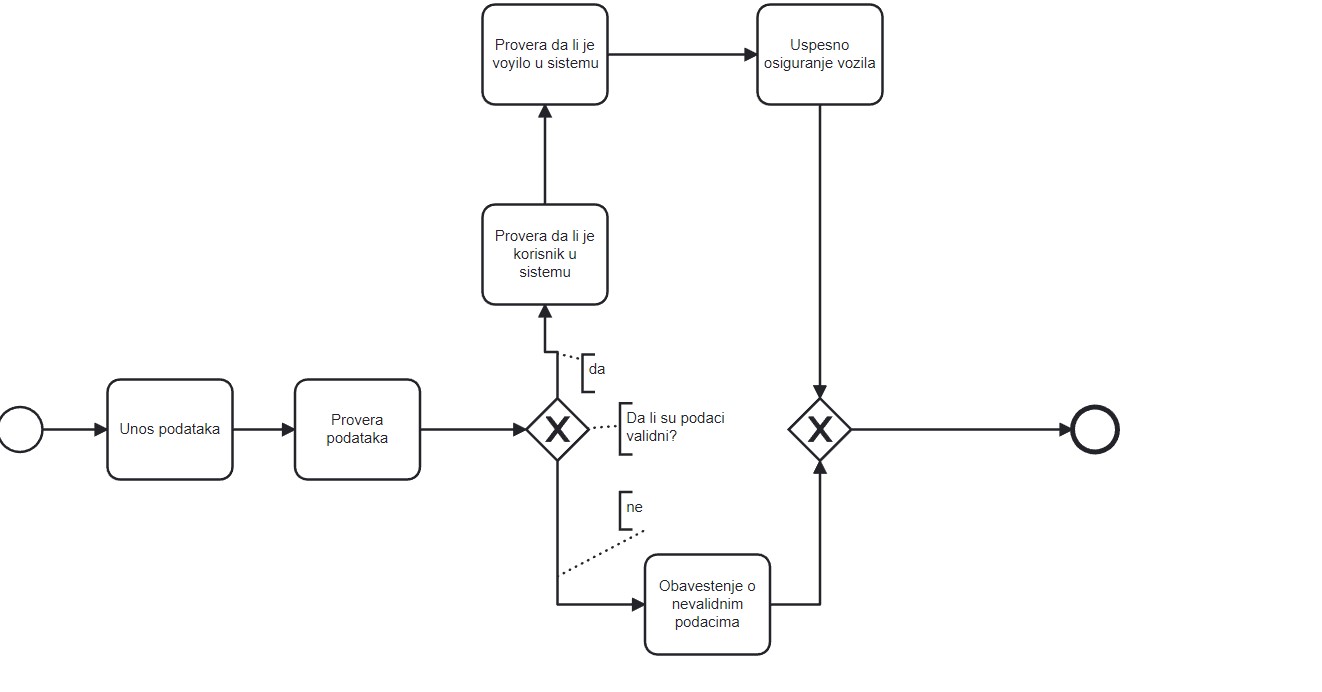 Provera da li je
voyilo u sistemu
Uspesno
osiguranje vozila
Provera da li je
korisnik u
sistemu
da
Unos podataka
Provera
podataka
X
Da li su podaci
validni?
X
ne
Obavestenje o
nevalidnim
podacima